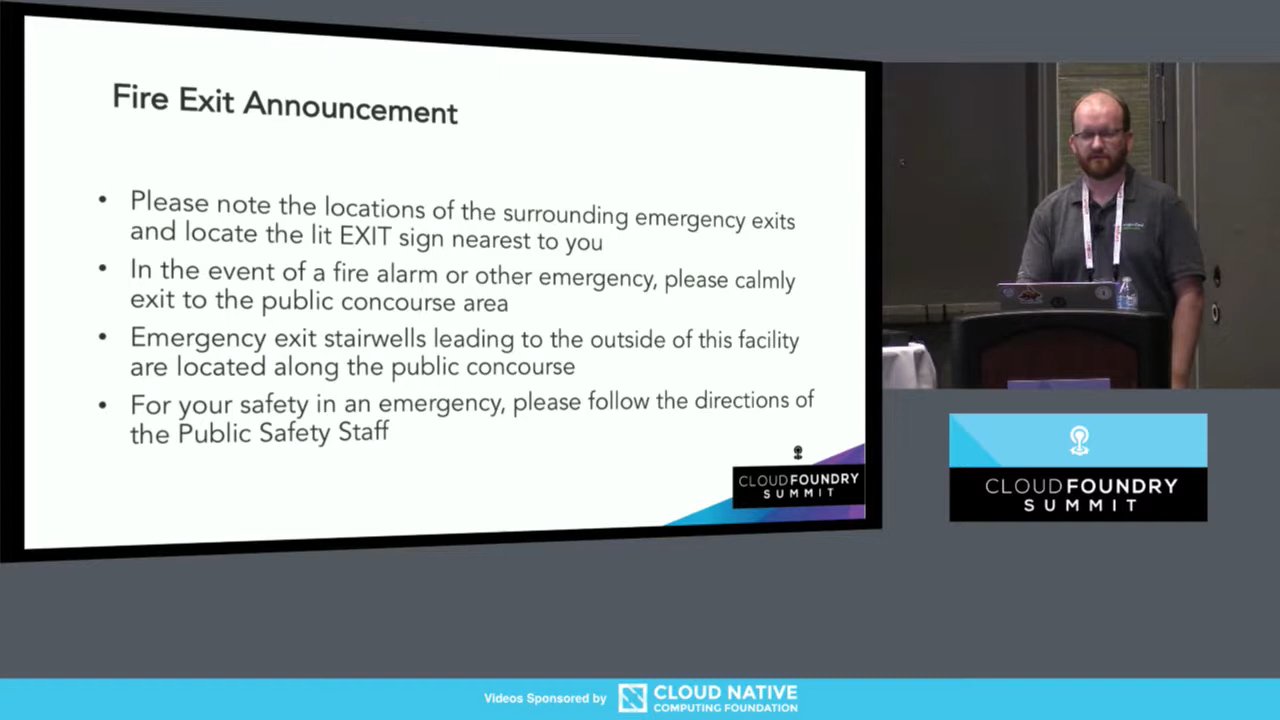 Fire Exit Announcement
• Please note the locations of the surrounding emergency exits
and locate the lit EXIT sign nearest to you
• In the event of a fire alarm or other emergency, please calmly
exit to the public concourse area
• Emergency exit stairwells leading to the outside of this facility
are located along the public concourse
• For your safety in an emergency, please follow the directions of
the Public Safety Staff
CLOUDFOUNDRY
SUMMIT
CLOUDFOUNDRY
SUMMIT
Videos Sponsored by
CLOUD NATIVE
COMPUTING FOUNDATION